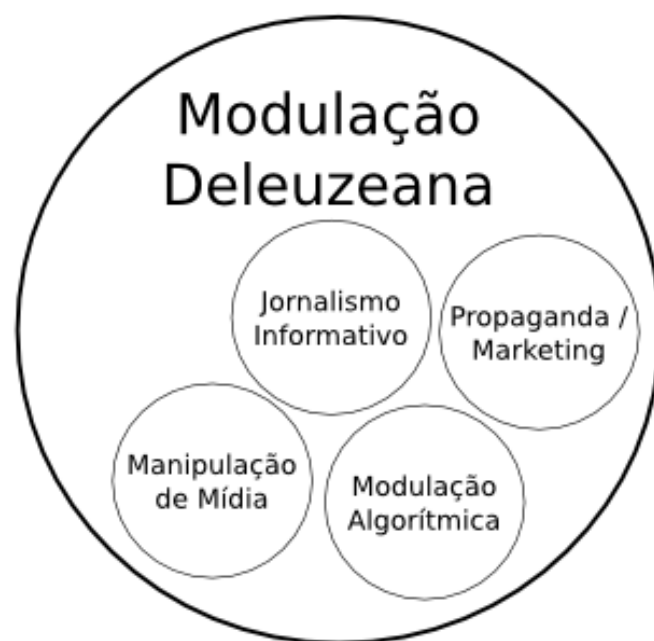 Modulação
Deleuzeana
Jornalismo
Informativo
Propaganda /
Marketing
Manipulação
de Mídia
Modulação
Algorítmica